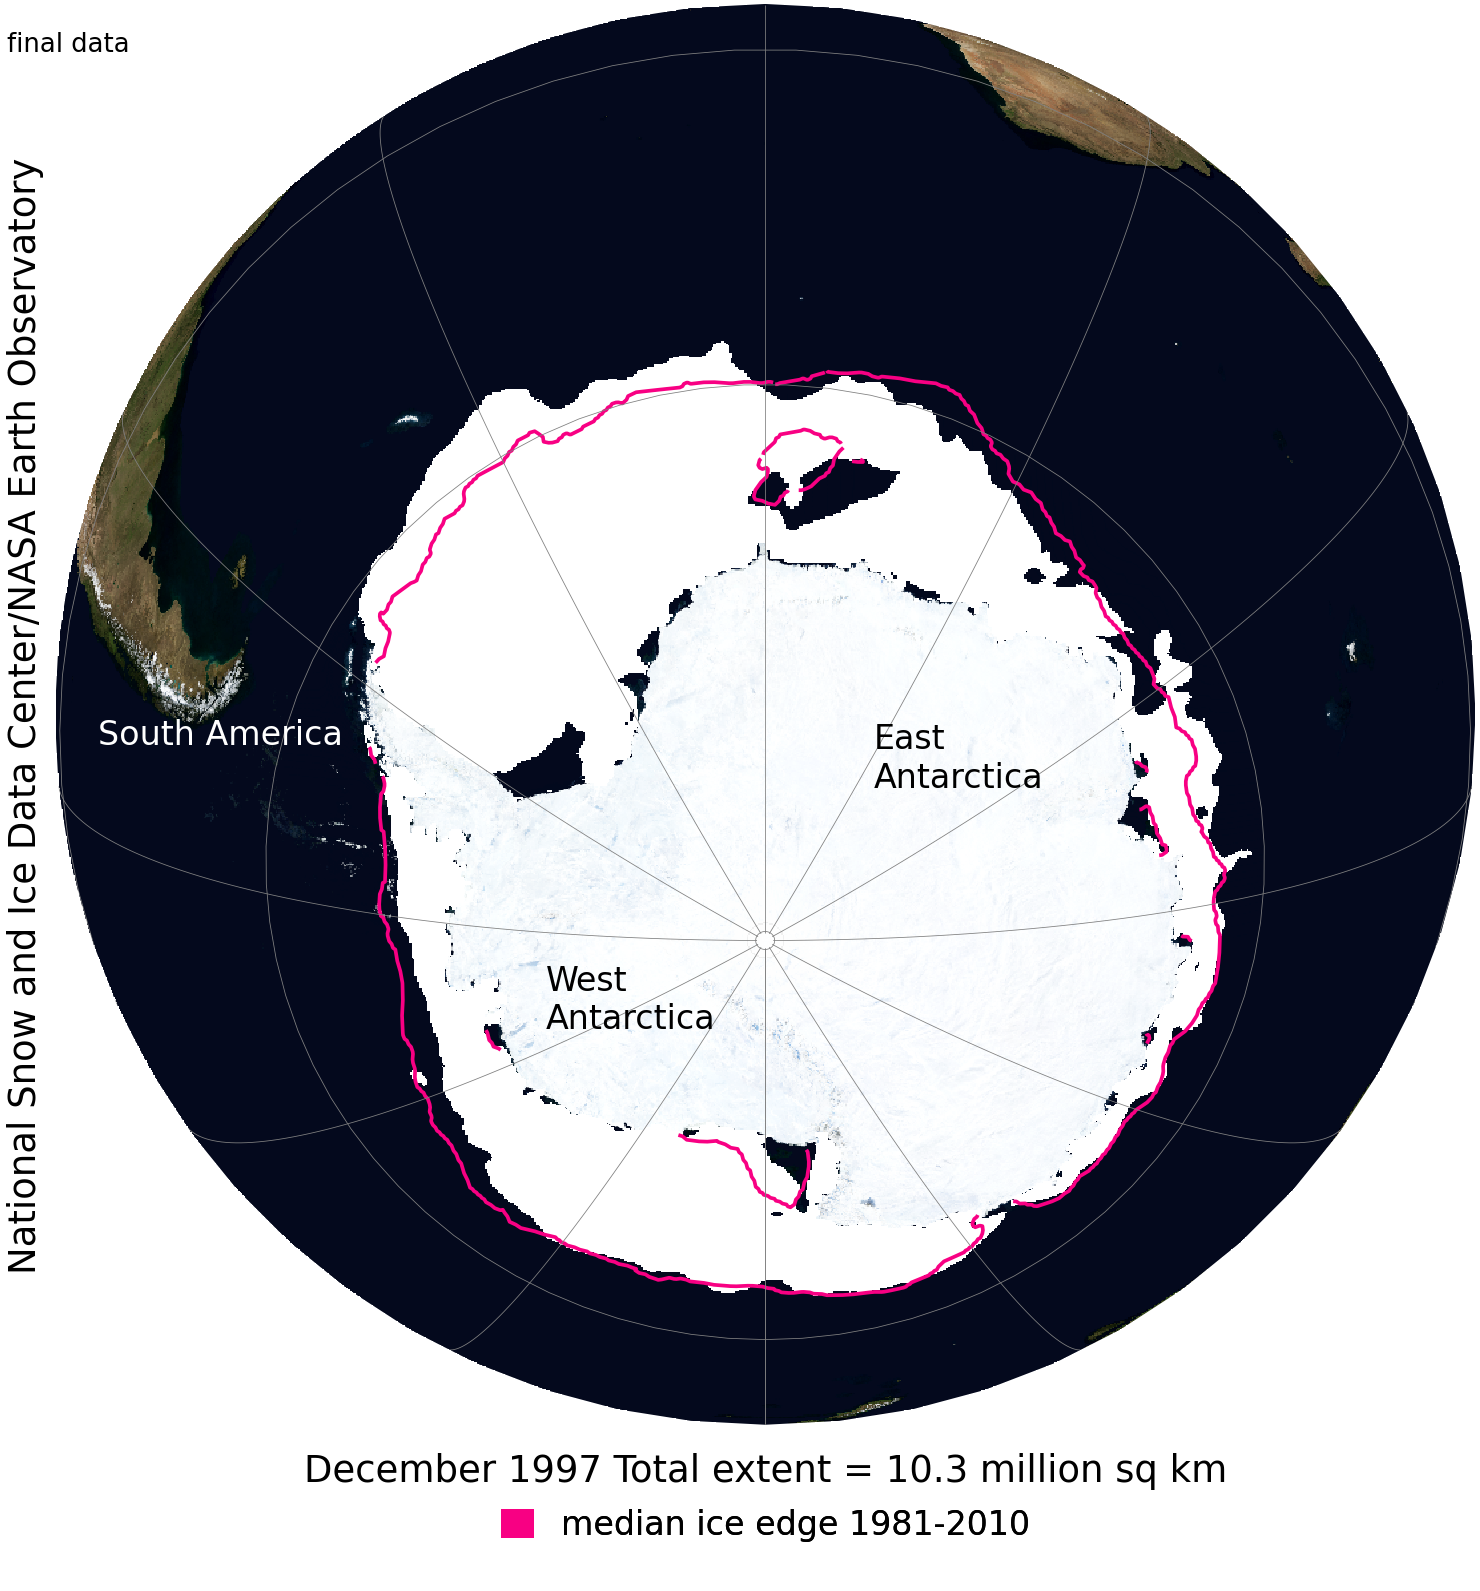 final data
National Snow and Ice Data Center/NASA Earth Observatory
South America
East
Antarctica
West
Antarctica
December 1997 Total extent = 10.3 million sq km
median ice edge 1981-2010